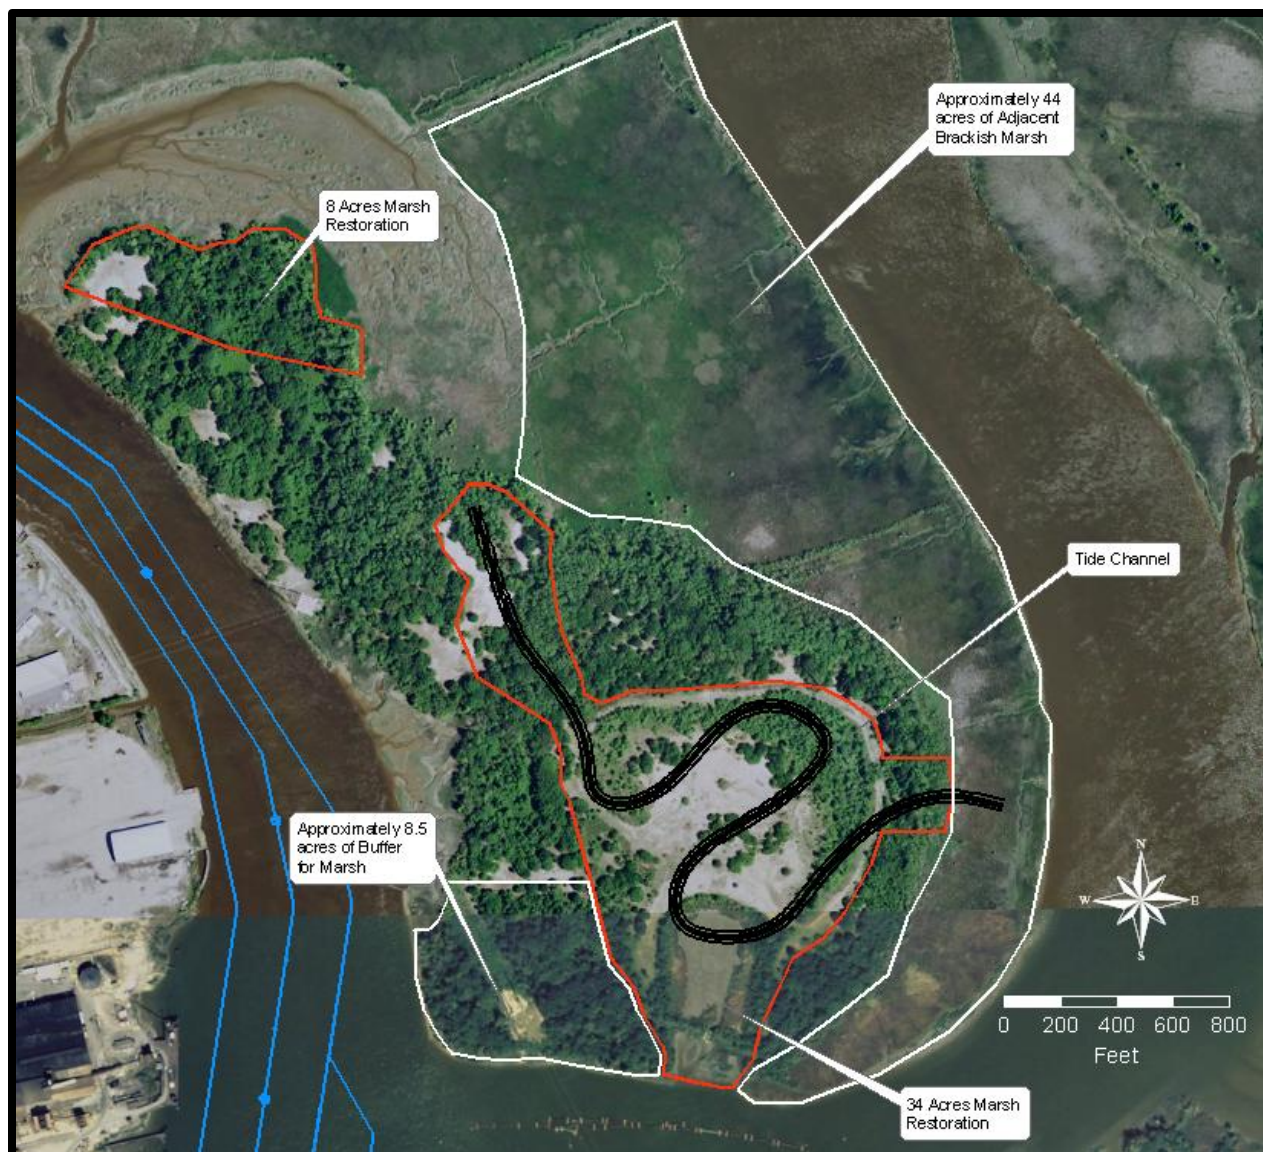 Approximately 44
acres of Adjacent
Brackish Marsh
8 Acres Marsh
Restoration
Tide Channel
Approximately 8.5
acres of Buffer
for Marsh
N
W
E
S
0 200 400 600 800
Feet
34 Acres Marsh
Restoration